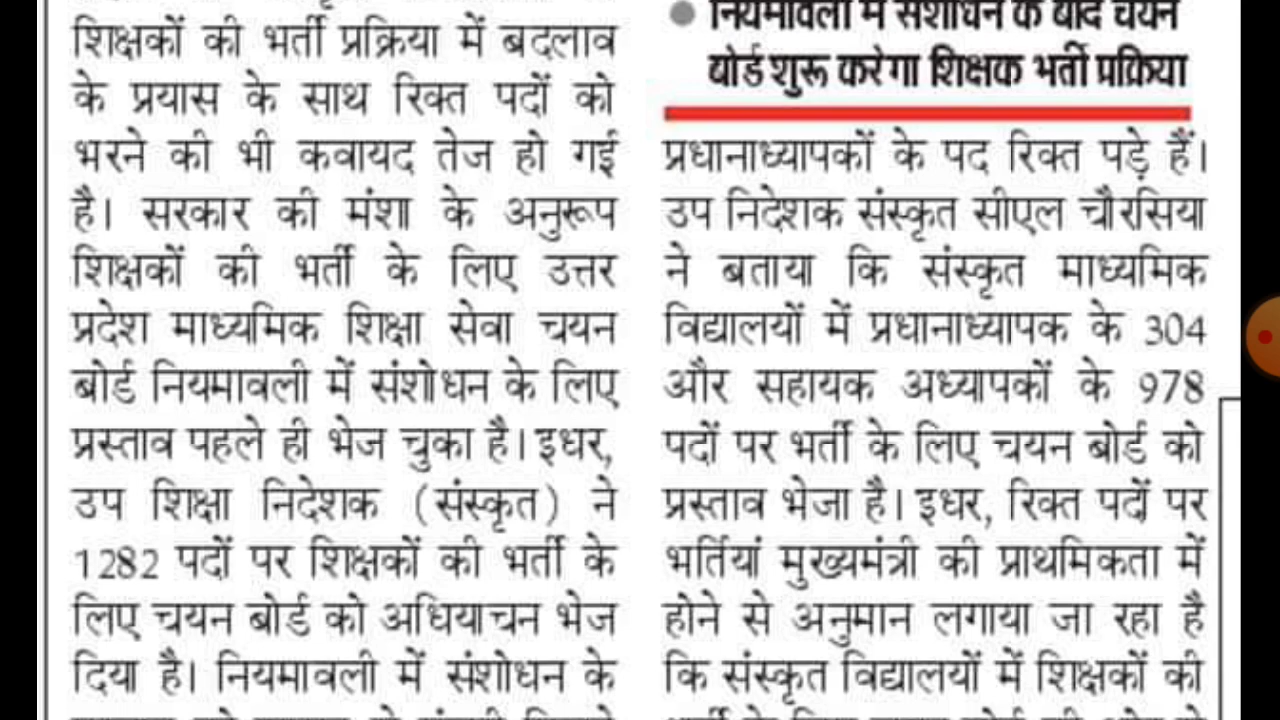 शिक्षकों की भर्ती प्रक्रिया में बदलाव
के प्रयास के साथ रिक्त पदों को
भरने की भी कवायद तेज हो गई
है। सरकार की मंशा के अनुरूप
शिक्षकों की भर्ती के लिए उत्तर
प्रदेश माध्यमिक शिक्षा सेवा चयन
बोर्ड नियमावली में संशोधन के लिए
प्रस्ताव पहले ही भेज चुका है। इधर,
उप शिक्षा निदेशक (संस्कृत) ने
1282 पदों पर शिक्षकों की भर्ती के
लिए चयन बोर्ड को अधियाचन भेज
दिया है। नियमावली में संशोधन के
● नियमावली में संशोधन के बाद चयन
बोर्ड शुरू करेगा शिक्षक भर्ती प्रक्रिया
प्रधानाध्यापकों के पद रिक्त पड़े हैं।
उप निदेशक संस्कृत सीएल चौरसिया
ने बताया कि संस्कृत माध्यमिक
विद्यालयों में प्रधानाध्यापक के 304
और सहायक अध्यापकों के 978
पदों पर भर्ती के लिए चयन बोर्ड को
प्रस्ताव भेजा है। इधर, रिक्त पदों पर
भर्तियां मुख्यमंत्री की प्राथमिकता में
होने से अनुमान लगाया जा रहा है
कि संस्कृत विद्यालयों में शिक्षकों की